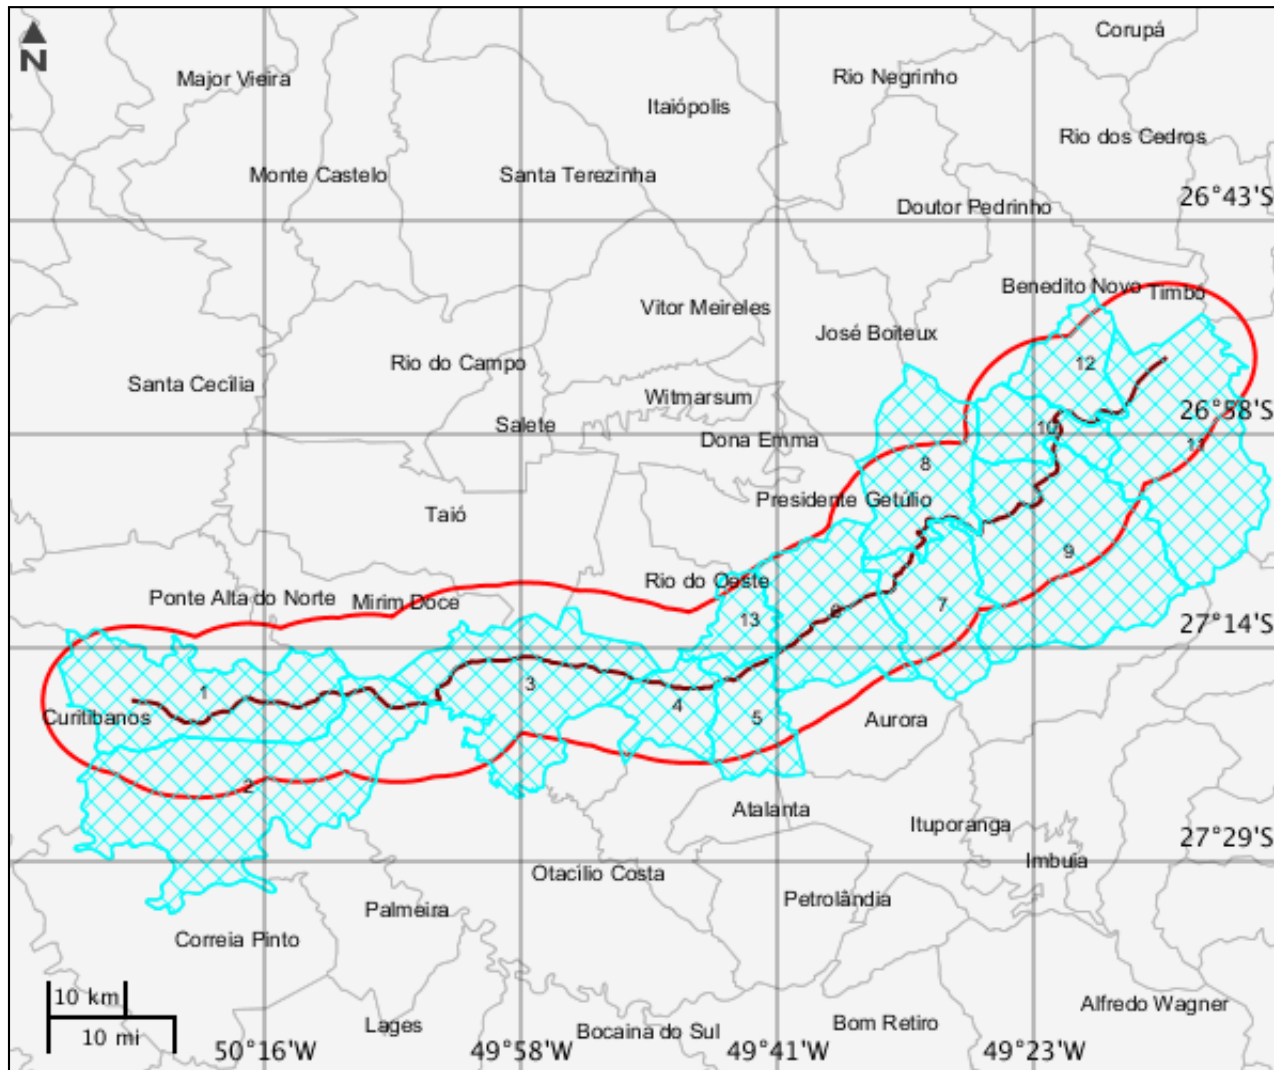 Corupá
N
Major Vieira
Rio Negrinho
Itaiópolis
Rio dos Cedros
Monte Castelo
Santa Terezinha
26°43'S
Doutor Pedrinho
Benedito Novo
Timbó
Vitor Meireles
José Boiteux
Rio do Campo
12
Santa Cecília
Witmarsum
26°58'S
Salete
10
Dona Emma
11
8
Presidente Getúlio
Taió
9
Rio do Oeste
Ponte Alta do Norte
Mirim Doce
7
6
13
27°14'S
3
1
4
Curitibanos
5
Aurora
2
Atalanta
Ituporanga
27°29'S
Imbuía
Otacílio Costa
Petrolândia
Palmeira
Correia Pinto
10 km
Alfredo Wagner
10 mi
Lages
Bocaina do Sul
Bom Retiro
50°16'W
49°58'W
49°41'W
49°23'W